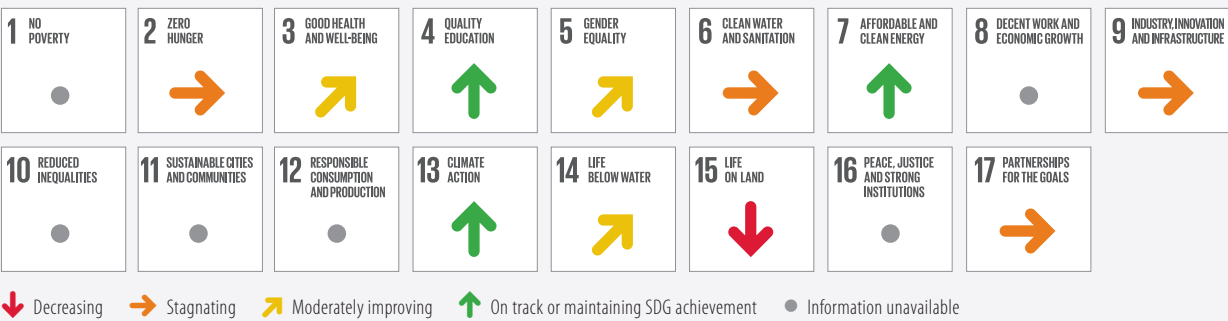 1 NO
POVERTY
2 ZERO
HUNGER
3 GOOD HEALTH
AND WELL-BEING
4 QUALITY
EDUCATION
5 GENDER
EQUALITY
6 CLEAN WATER
AND SANITATION
7 AFFORDABLE AND
CLEAN ENERGY
8 DECENT WORK AND
ECONOMIC GROWTH
9 INDUSTRY, INNOVATION
AND INFRASTRUCTURE
10 REDUCED
INEQUALITIES
11 SUSTAINABLE CITIES
AND COMMUNITIES
12 RESPONSIBLE
CONSUMPTION
AND PRODUCTION
13 CLIMATE
ACTION
14 LIFE
BELOW WATER
15 LIFE
ON LAND
16 PEACE, JUSTICE
AND STRONG
INSTITUTIONS
17 PARTNERSHIPS
FOR THE GOALS
Decreasing Stagnating Moderately improving On track or maintaining SDG achievement Information unavailable